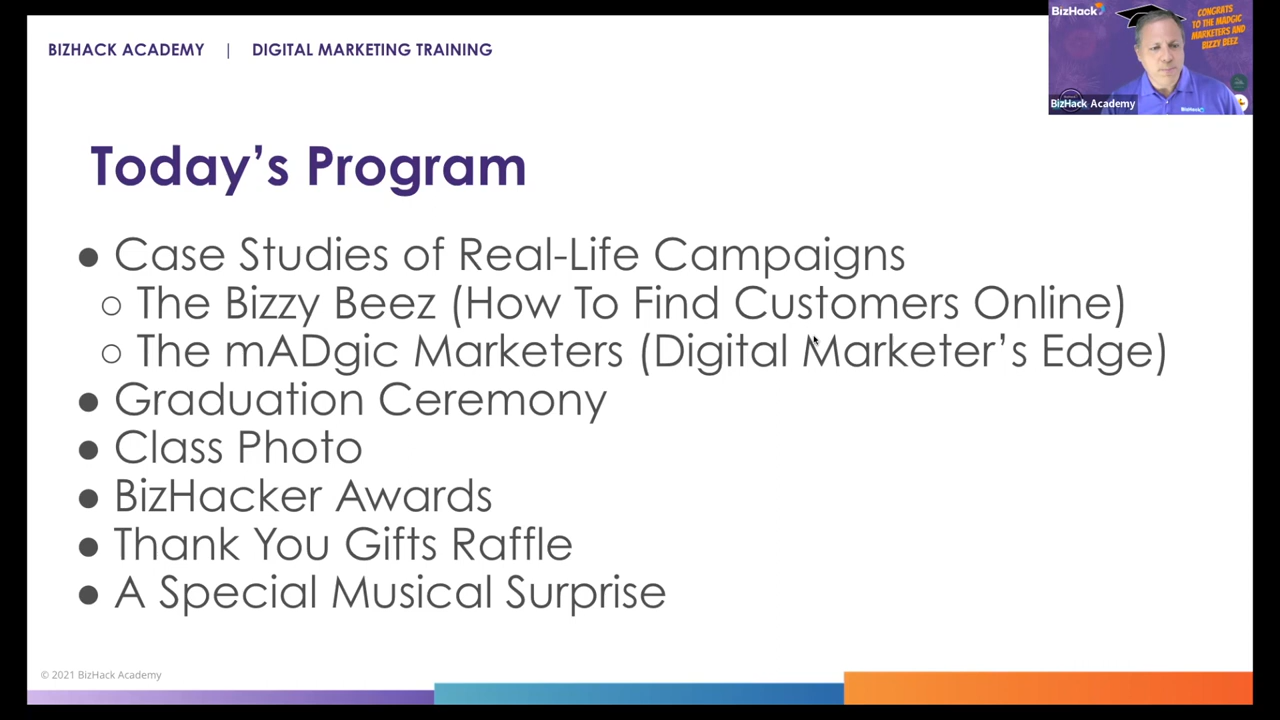 BIZHACK ACADEMY | DIGITAL MARKETING TRAINING
BizHack
CONGRATS
TO THE MADGIC
MARKETERS AND
BIZZY BEEZ
BizHack
BizHack Academy
Today's Program
● Case Studies of Real-Life Campaigns
○ The Bizzy Beez (How To Find Customers Online)
○ The mADgic Marketers (Digital Marketer's Edge)
● Graduation Ceremony
● Class Photo
● BizHacker Awards
● Thank You Gifts Raffle
● A Special Musical Surprise
© 2021 BizHack Academy